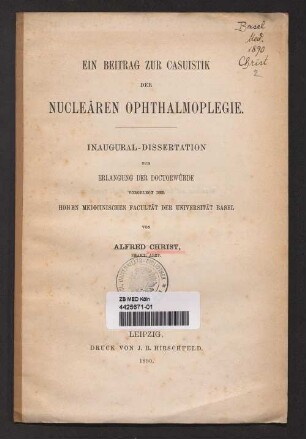 Basel
Med.
1890
Christ
2
EIN BEITRAG ZUR CASUISTIK
DER
NUCLEÄREN OPHTHALMOPLEGIE.
INAUGURAL-DISSERTATION
ZUR
ERLANGUNG DER DOCTORWÜRDE
VORGELEGT DER
HOHEN MEDICINISCHEN FACULTÄT DER UNIVERSITÄT BASEL
VON
ALFRED CHRIST,
PRAKT. ARZT.
ZB MED Köln
4425671-01
LEIPZIG,
DRUCK VON J. B. HIRSCHFELD.
1890.